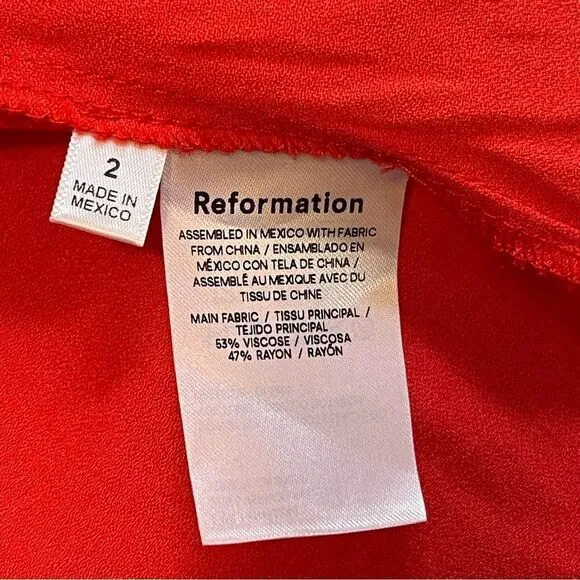 2
MADE IN
MEXICO
Reformation
ASSEMBLED IN MEXICO WITH FABRIC
FROM CHINA / ENSAMBLADO EN
MÉXICO CON TELA DE CHINA /
ASSEMBLÉ AU MEXIQUE AVEC DU
TISSU DE CHINE
MAIN FABRIC / TISSU PRINCIPAL /
TEJIDO PRINCIPAL
53% VISCOSE / VISCOSA
47% RAYON / RAYÓN